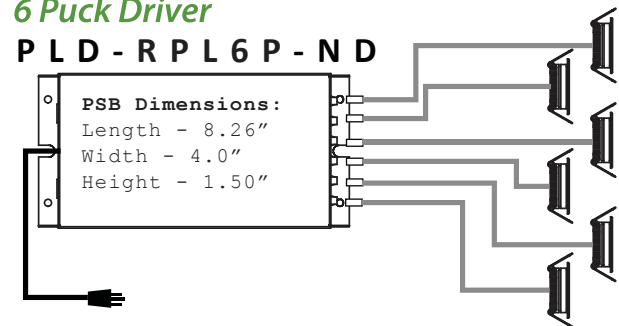 6 Puck Driver
PLD-RPL6P-ND
PSB Dimensions:
Length - 8.26″
Width - 4.0″
Height - 1.50″